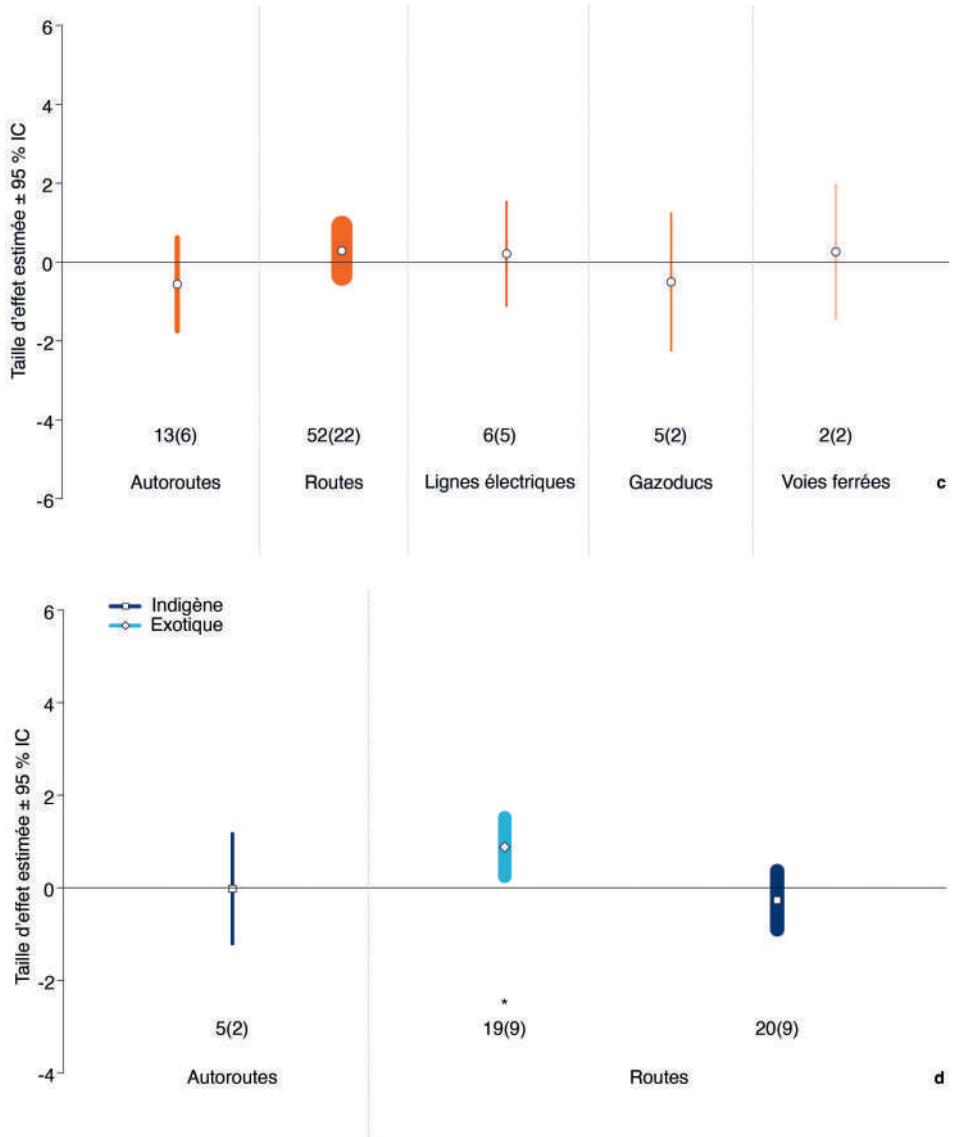 6
4
2
0
-2
-4
-6
Taille d'effet estimée ± 95 % IC
13(6) 52(22) 6(5) 5(2) 2(2)
Autoroutes Routes Lignes électriques Gazoducs Voies ferrées c
Indigène
Exotique
6
4
2
0
-2
-4
Taille d'effet estimée ± 95 % IC
*
5(2) 19(9) 20(9)
Autoroutes Routes d